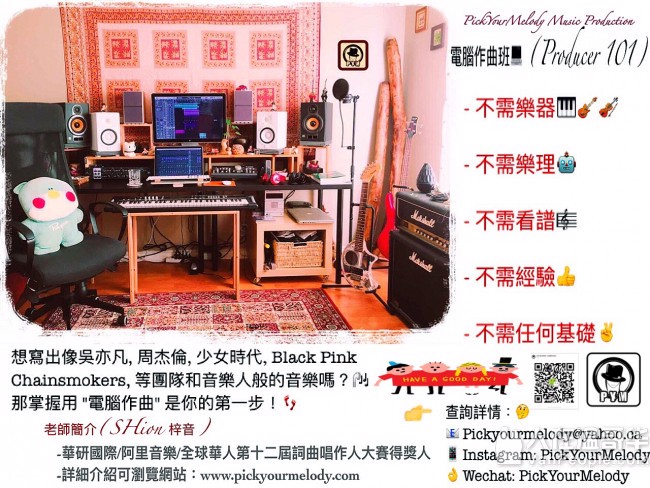 PickYourMelody Music Production
電腦作曲班 (Producer 101)
PYM
- 不需樂器
- 不需樂理
- 不需看譜
- 不需經驗
- 不需任何基礎
Marshall
Marshall
想寫出像吳亦凡, 周杰倫, 少女時代, Black Pink
Chainsmokers, 等團隊和音樂人般的音樂嗎？
那掌握用 "電腦作曲" 是你的第一步！
HAVE A GOOD DAY!
PYM
老師簡介 (SHion 梓音)
-華研國際/阿里音樂/全球華人第十二屆詞曲唱作人大賽得獎人
-詳細介紹可瀏覽網站：www.pickyourmelody.com
查詢詳情：
Pickyourmelody@yahoo.ca
Instagram: PickYourMelody
Wechat: PickYourMelody
VanPeople.com